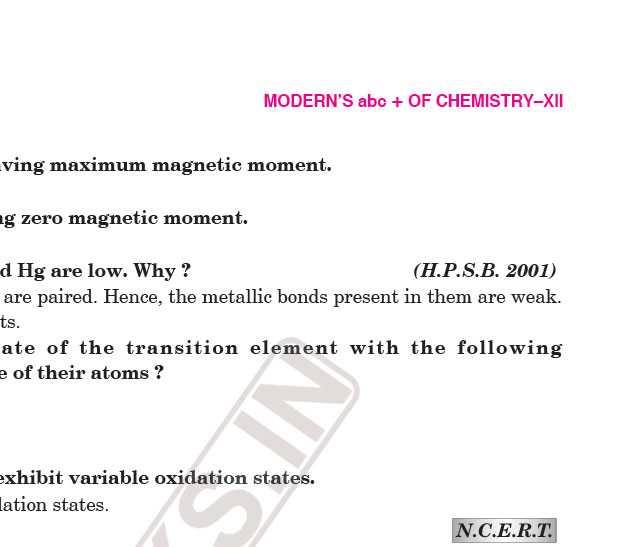 MODERN'S abc + OF CHEMISTRY–XII
ving maximum magnetic moment.
ng zero magnetic moment.
d Hg are low. Why ? (H.P.S.B. 2001)
are paired. Hence, the metallic bonds present in them are weak.
ts.
ate of the transition element with the following
e of their atoms ?
exhibit variable oxidation states.
lation states.
N.C.E.R.T.